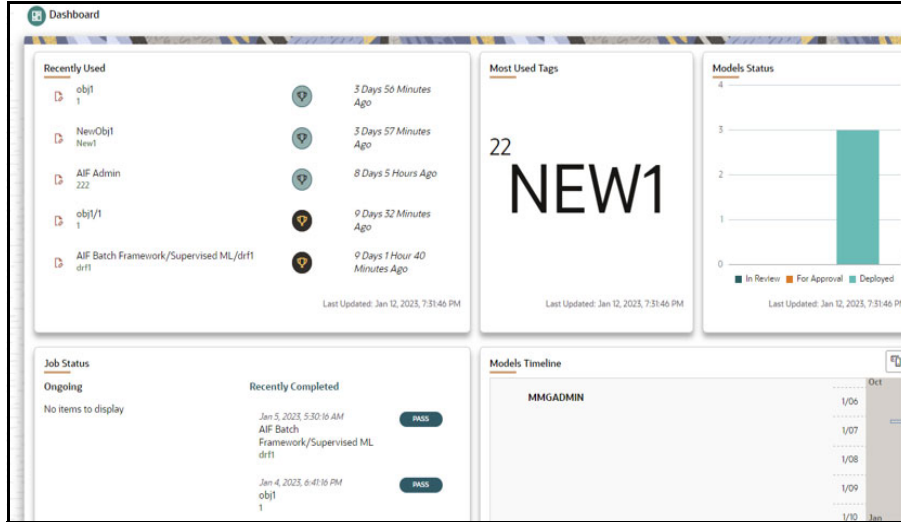 Dashboard
Recently Used
obj1
1
3 Days 56 Minutes
Ago
NewObj1
New1
3 Days 57 Minutes
Ago
AIF Admin
222
8 Days 5 Hours Ago
obj1/1
1
9 Days 32 Minutes
Ago
AIF Batch Framework/Supervised ML/drf1
drf1
9 Days 1 Hour 40
Minutes Ago
Last Updated: Jan 12, 2023, 7:31:46 PM
Most Used Tags
22
NEW1
Last Updated: Jan 12, 2023, 7:31:46 PM
Models Status
4
3
2
1
0
In Review For Approval Deployed
Last Updated: Jan 12, 2023, 7:31:46 PM
Job Status
Ongoing
No items to display
Recently Completed
Jan 5, 2023, 5:30:16 AM
AIF Batch
Framework/Supervised ML
drf1
PASS
Jan 4, 2023, 6:41:16 PM
obj1
1
PASS
Models Timeline
MMGADMIN
Oct
1/06
1/07
1/08
1/09
1/10 Jan